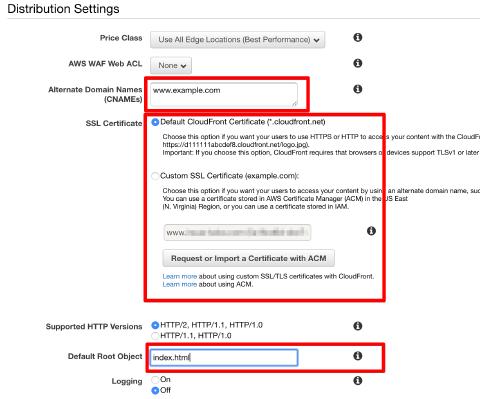 Distribution Settings
Price Class
Use All Edge Locations (Best Performance)
AWS WAF Web ACL
None
Alternate Domain Names
(CNAMEs)
www.example.com
SSL Certificate
Default CloudFront Certificate (*.cloudfront.net)
Choose this option if you want your users to use HTTPS or HTTP to access your content with the CloudF
https://d111111abcdef8.cloudfront.net/logo.jpg).
Important: If you choose this option, CloudFront requires that browsers or devices support TLSv1 or later
Custom SSL Certificate (example.com):
Choose this option if you want your users to access your content by using an alternate domain name, suc
You can use a certificate stored in AWS Certificate Manager (ACM) in the US East
(N. Virginia) Region, or you can use a certificate stored in IAM.
www.
Request or Import a Certificate with ACM
Learn more about using custom SSL/TLS certificates with CloudFront.
Learn more about using ACM.
Supported HTTP Versions
HTTP/2, HTTP/1.1, HTTP/1.0
HTTP/1.1, HTTP/1.0
Default Root Object
index.html
Logging
On
Off